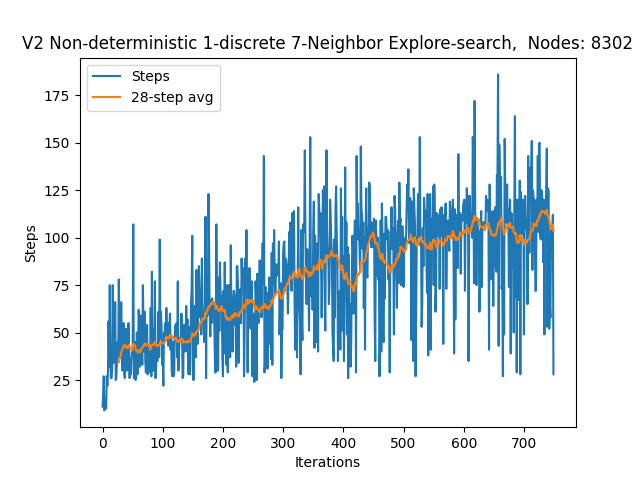 V2 Non-deterministic 1-discrete 7-Neighbor Explore-search,  Nodes: 8302
Steps
28-step avg
175
150
125
100
75
50
25
Steps
0 100 200 300 400 500 600 700
Iterations